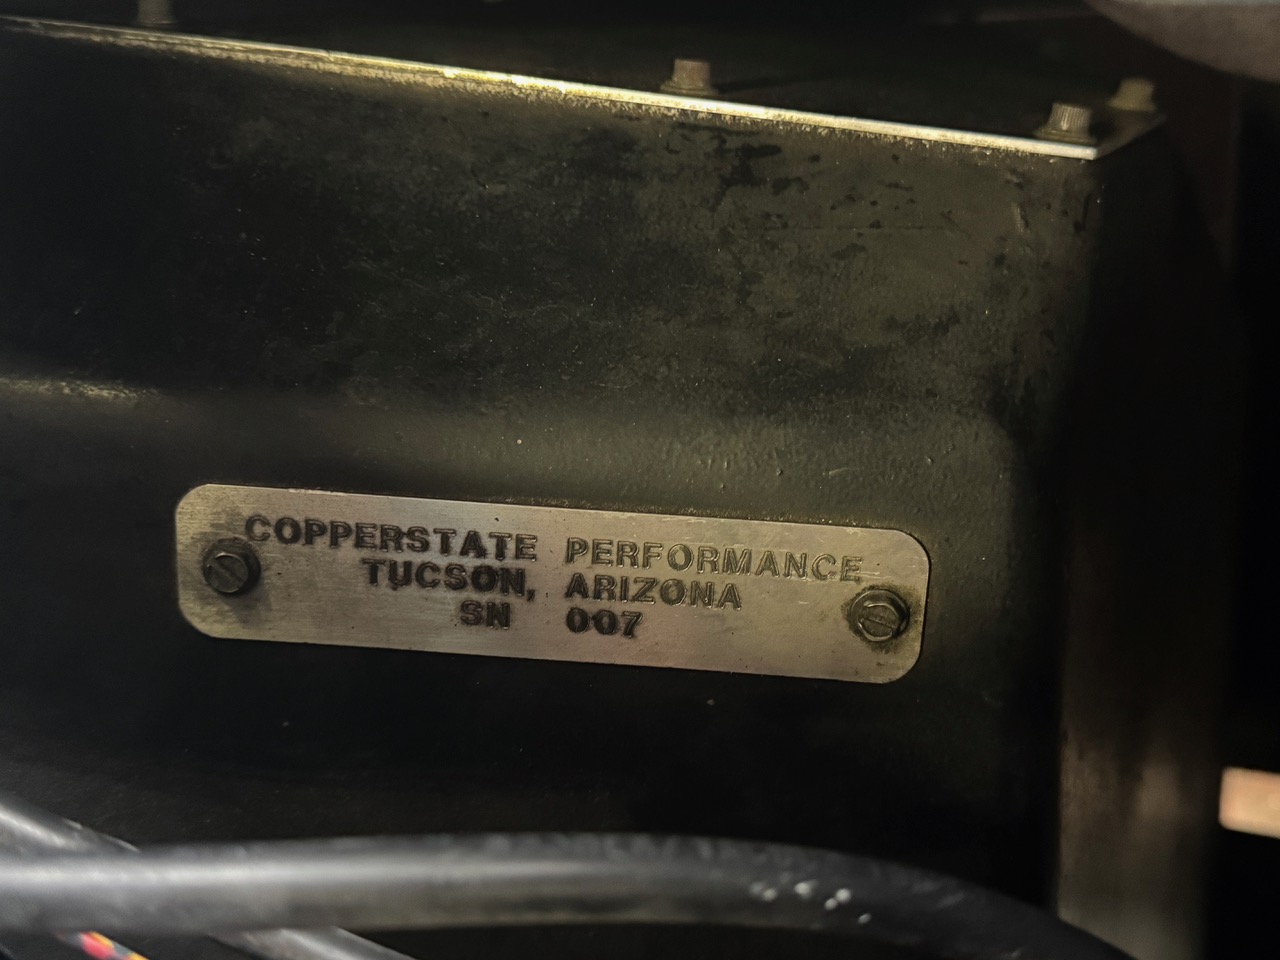 COPPERSTATE PERFORMANCE
TUCSON, ARIZONA
SN 007